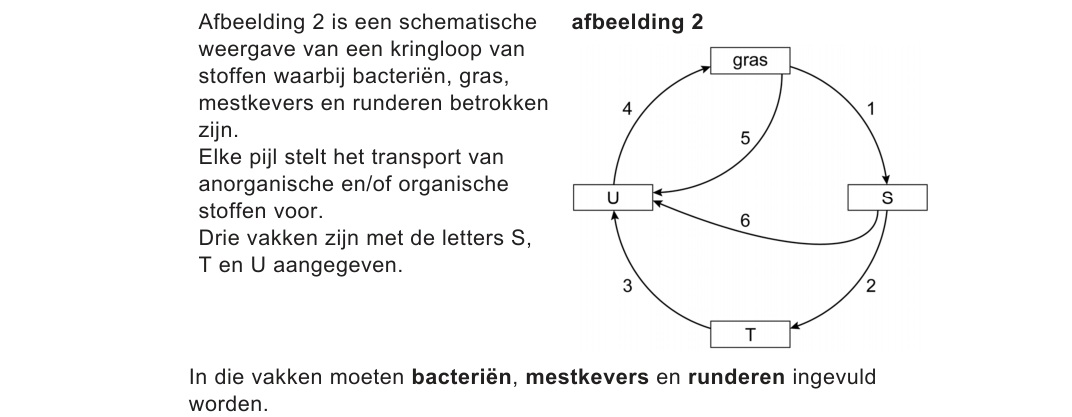 Afbeelding 2 is een schematische
weergave van een kringloop van
stoffen waarbij bacteriën, gras,
mestkevers en runderen betrokken
zijn.
Elke pijl stelt het transport van
anorganische en/of organische
stoffen voor.
Drie vakken zijn met de letters S,
T en U aangegeven.
afbeelding 2
gras
4
1
5
U
S
6
3
2
T
In die vakken moeten bacteriën, mestkevers en runderen ingevuld
worden.